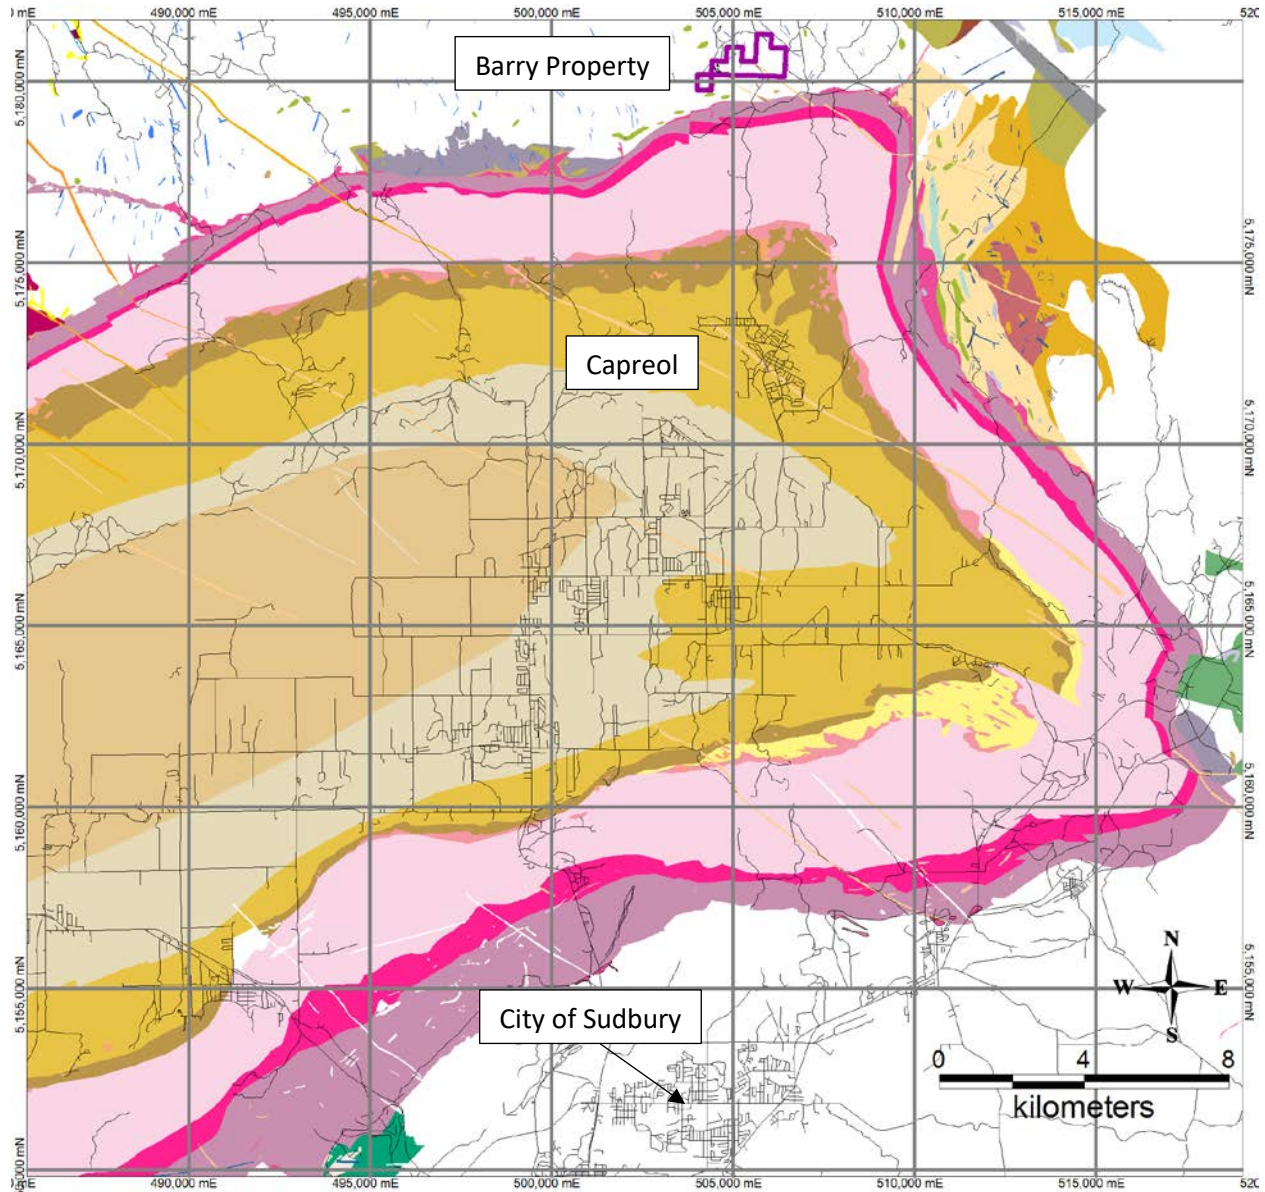 0 mE
490,000 mE
495,000 mE
500,000 mE
505,000 mE
510,000 mE
515,000 mE
520
Barry Property
5,180,000 mN
5,175,000 mN
5,175,000 mN
Capreol
5,170,000 mN
5,170,000 mN
5,165,000 mN
5,165,000 mN
5,160,000 mN
5,160,000 mN
N
W E
S
5,155,000 mN
5,155,000 mN
City of Sudbury
0 4 8
kilometers
490,000 mE
495,000 mE
500,000 mE
505,000 mE
510,000 mE
515,000 mE
520